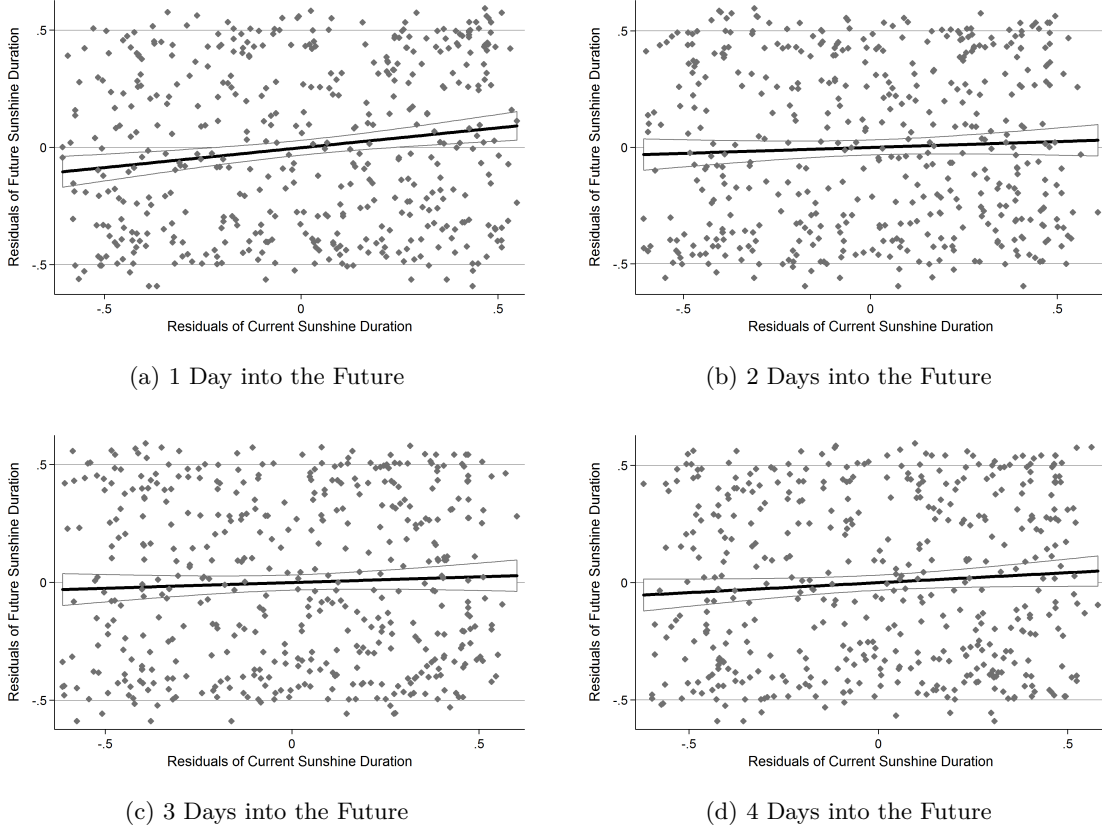 Residuals of Future Sunshine Duration
.5
0
-.5
-.5
0
.5
Residuals of Current Sunshine Duration
(a) 1 Day into the Future
Residuals of Future Sunshine Duration
.5
0
-.5
-.5
0
.5
Residuals of Current Sunshine Duration
(b) 2 Days into the Future
Residuals of Future Sunshine Duration
.5
0
-.5
-.5
0
.5
Residuals of Current Sunshine Duration
(c) 3 Days into the Future
Residuals of Future Sunshine Duration
.5
0
-.5
-.5
0
.5
Residuals of Current Sunshine Duration
(d) 4 Days into the Future